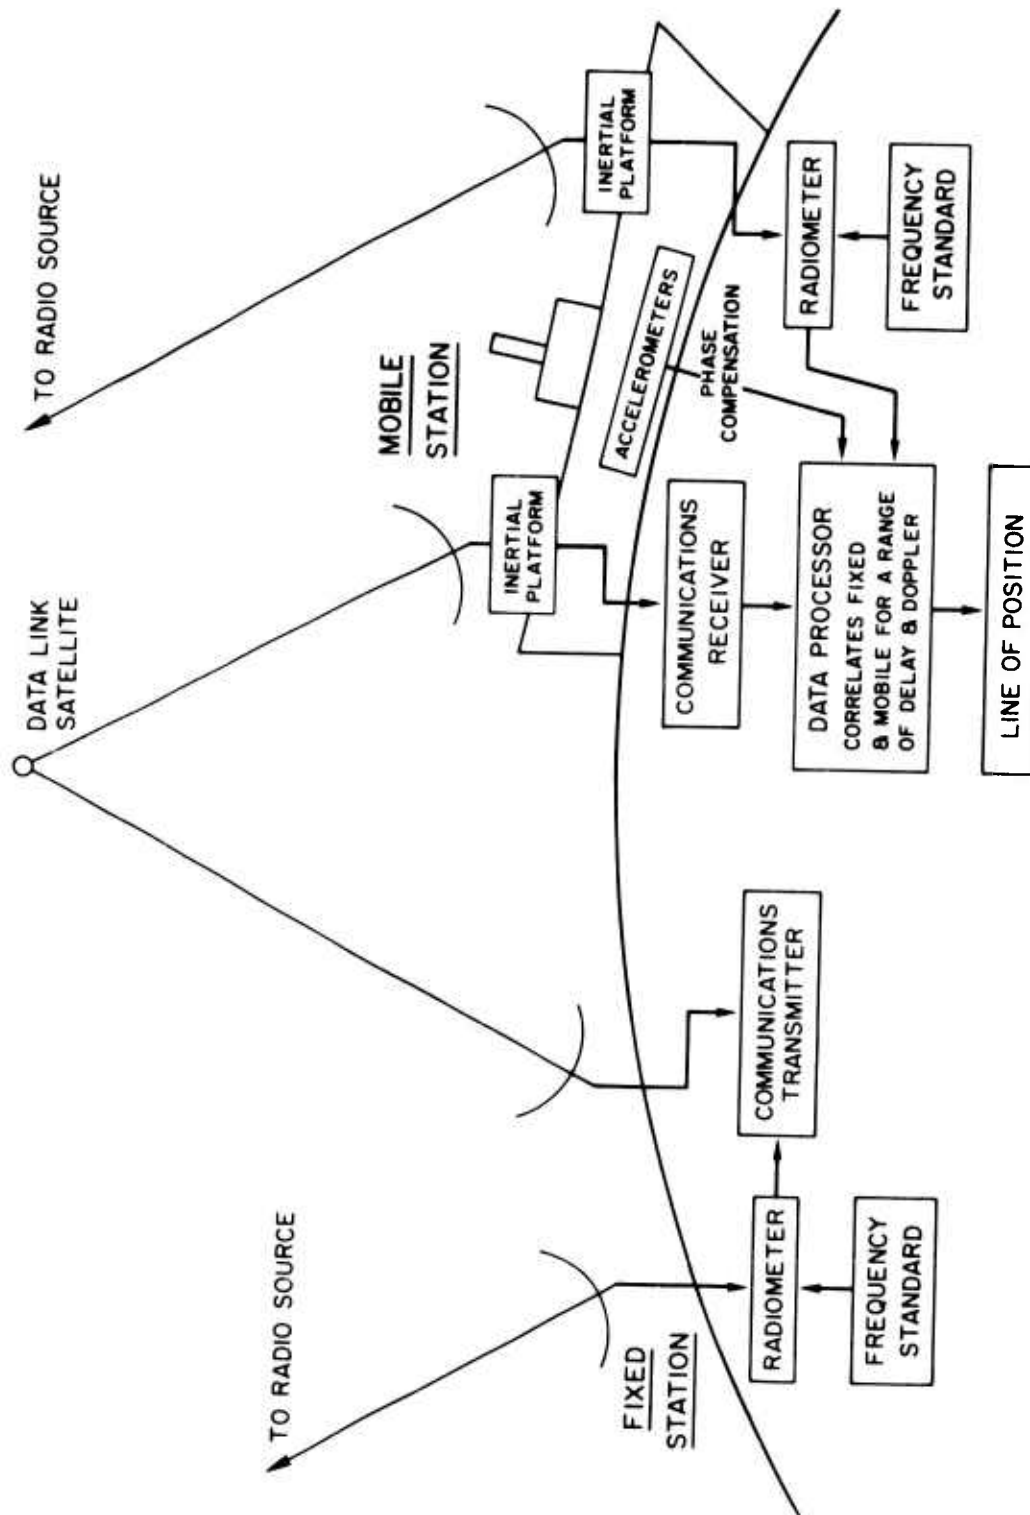 TO RADIO SOURCE
FIXED
STATION
RADIOMETER
FREQUENCY
STANDARD
COMMUNICATIONS
TRANSMITTER
DATA LINK
SATELLITE
INERTIAL
PLATFORM
MOBILE
STATION
TO RADIO SOURCE
INERTIAL
PLATFORM
ACCELEROMETERS
PHASE
COMPENSATION
COMMUNICATIONS
RECEIVER
RADIOMETER
FREQUENCY
STANDARD
DATA PROCESSOR
CORRELATES FIXED
& MOBILE FOR A RANGE
OF DELAY & DOPPLER
LINE OF POSITION